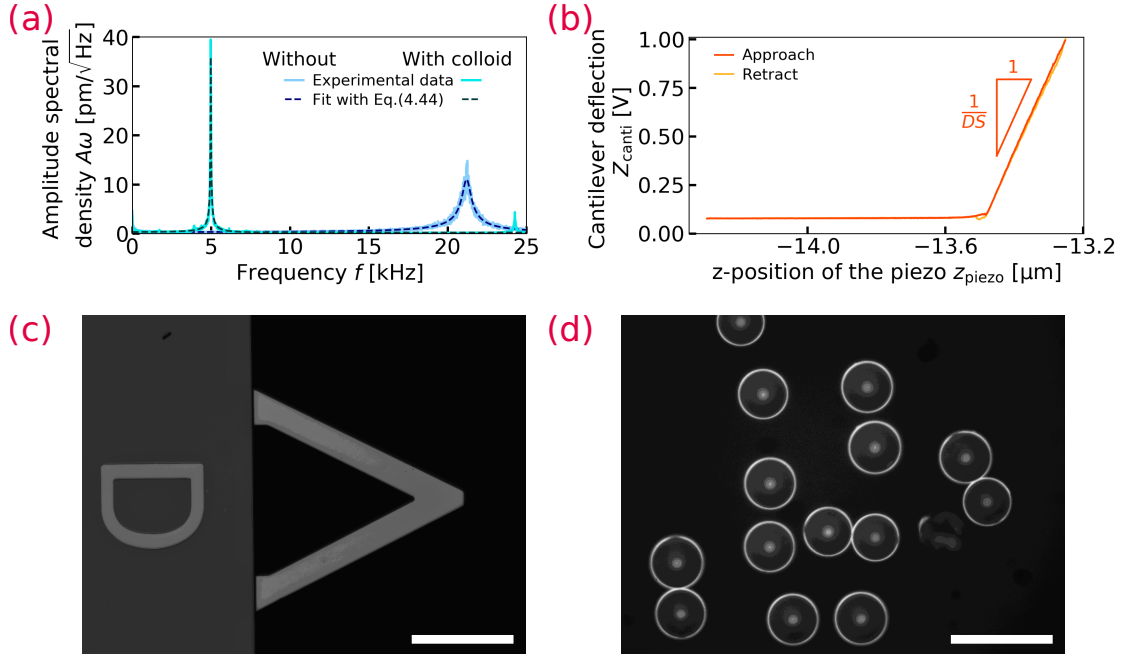 (a)
Amplitude spectral
density Aω [pm/√Hz]
40
30
20
10
0
Without With colloid
Experimental data
Fit with Eq.(4.44)
0 5 10 15 20 25
Frequency f [kHz]
(b)
Cantilever deflection
Z_canti [V]
1.00
0.75
0.50
0.25
0.00
Approach
Retract
1
1/DS
−14.0 −13.6 −13.2
z-position of the piezo z_piezo [µm]
(c)
D
(d)